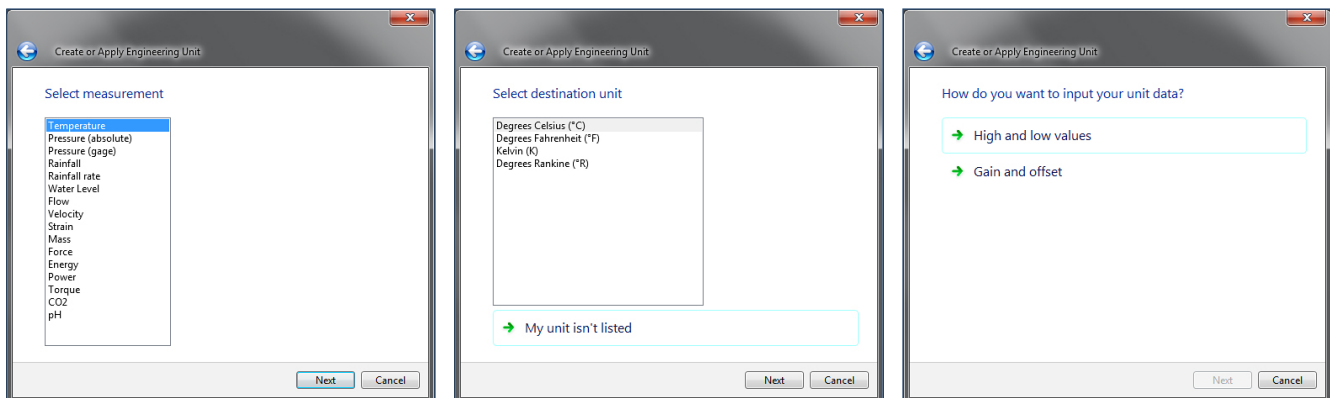 Create or Apply Engineering Unit
Select measurement
Temperature
Pressure (absolute)
Pressure (gage)
Rainfall
Rainfall rate
Water Level
Flow
Velocity
Strain
Mass
Force
Energy
Power
Torque
CO2
pH
Next
Cancel
Create or Apply Engineering Unit
Select destination unit
Degrees Celsius (°C)
Degrees Fahrenheit (°F)
Kelvin (K)
Degrees Rankine (°R)
My unit isn't listed
Next
Cancel
Create or Apply Engineering Unit
How do you want to input your unit data?
High and low values
Gain and offset
Next
Cancel